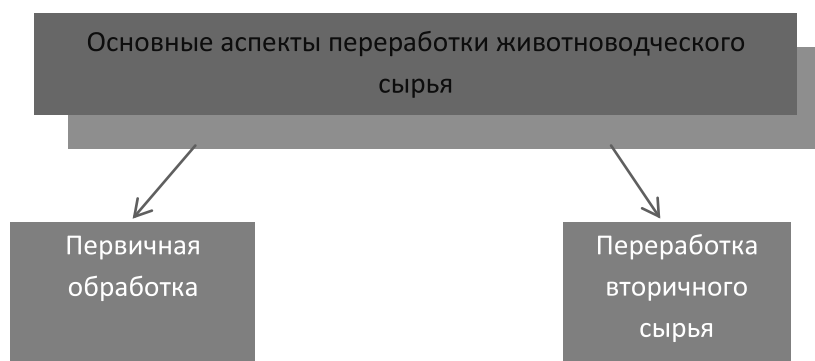 Основные аспекты переработки животноводческого
сырья
Первичная
обработка
Переработка
вторичного
сырья